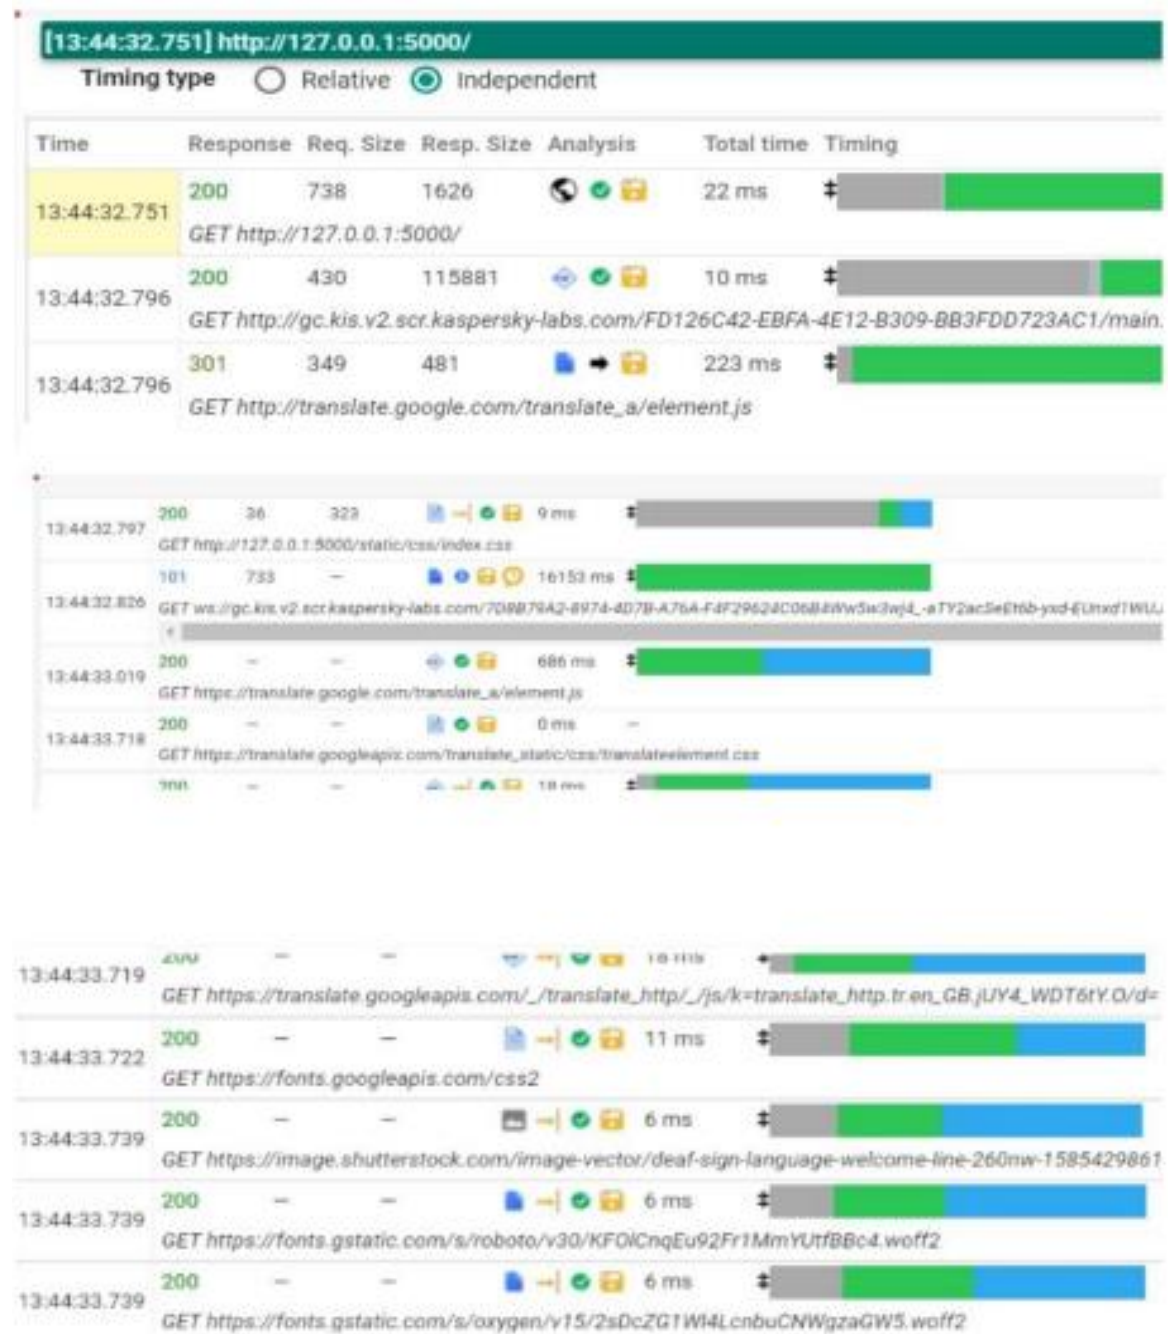 [13:44:32.751] http://127.0.0.1:5000/
Timing type Relative Independent
Time Response Req. Size Resp. Size Analysis Total time Timing
13:44:32.751 200 738 1626 22 ms
GET http://127.0.0.1:5000/
13:44:32.796 200 430 115881 10 ms
GET http://gc.kis.v2.scr.kaspersky-labs.com/FD126C42-EBFA-4E12-B309-BB3FDD723AC1/main.
13:44:32.796 301 349 481 223 ms
GET http://translate.google.com/translate_a/element.js
13:44:32.797 200 36 323 9 ms
GET http://127.0.0.1:5000/static/css/index.css
13:44:32.826 101 733 – 16153 ms
GET
13:44:33.019 200 – – 686 ms
GET https://translate.google.com/translate_a/element.js
13:44:33.718 200 – – 0 ms –
GET https://translate.googleapis.com/translate_static/css/translateelement.css
200 – – 18 ms
13:44:33.719 200 – – 18 ms
GET https://translate.googleapis.com/_/translate_http/_/js/k=translate_http.tr.en_GB.jUY4_WDT6tY.O/d=
13:44:33.722 200 – – 11 ms
GET https://fonts.googleapis.com/css2
13:44:33.739 200 – – 6 ms
GET https://image.shutterstock.com/image-vector/deaf-sign-language-welcome-line-260nw-1585429861
13:44:33.739 200 – – 6 ms
GET https://fonts.gstatic.com/s/roboto/v30/KFOlCnqEu92Fr1MmYUtfBBc4.woff2
13:44:33.739 200 – – 6 ms
GET https://fonts.gstatic.com/s/oxygen/v15/2sDcZG1Wl4LcnbuCNWgzaGW5.woff2